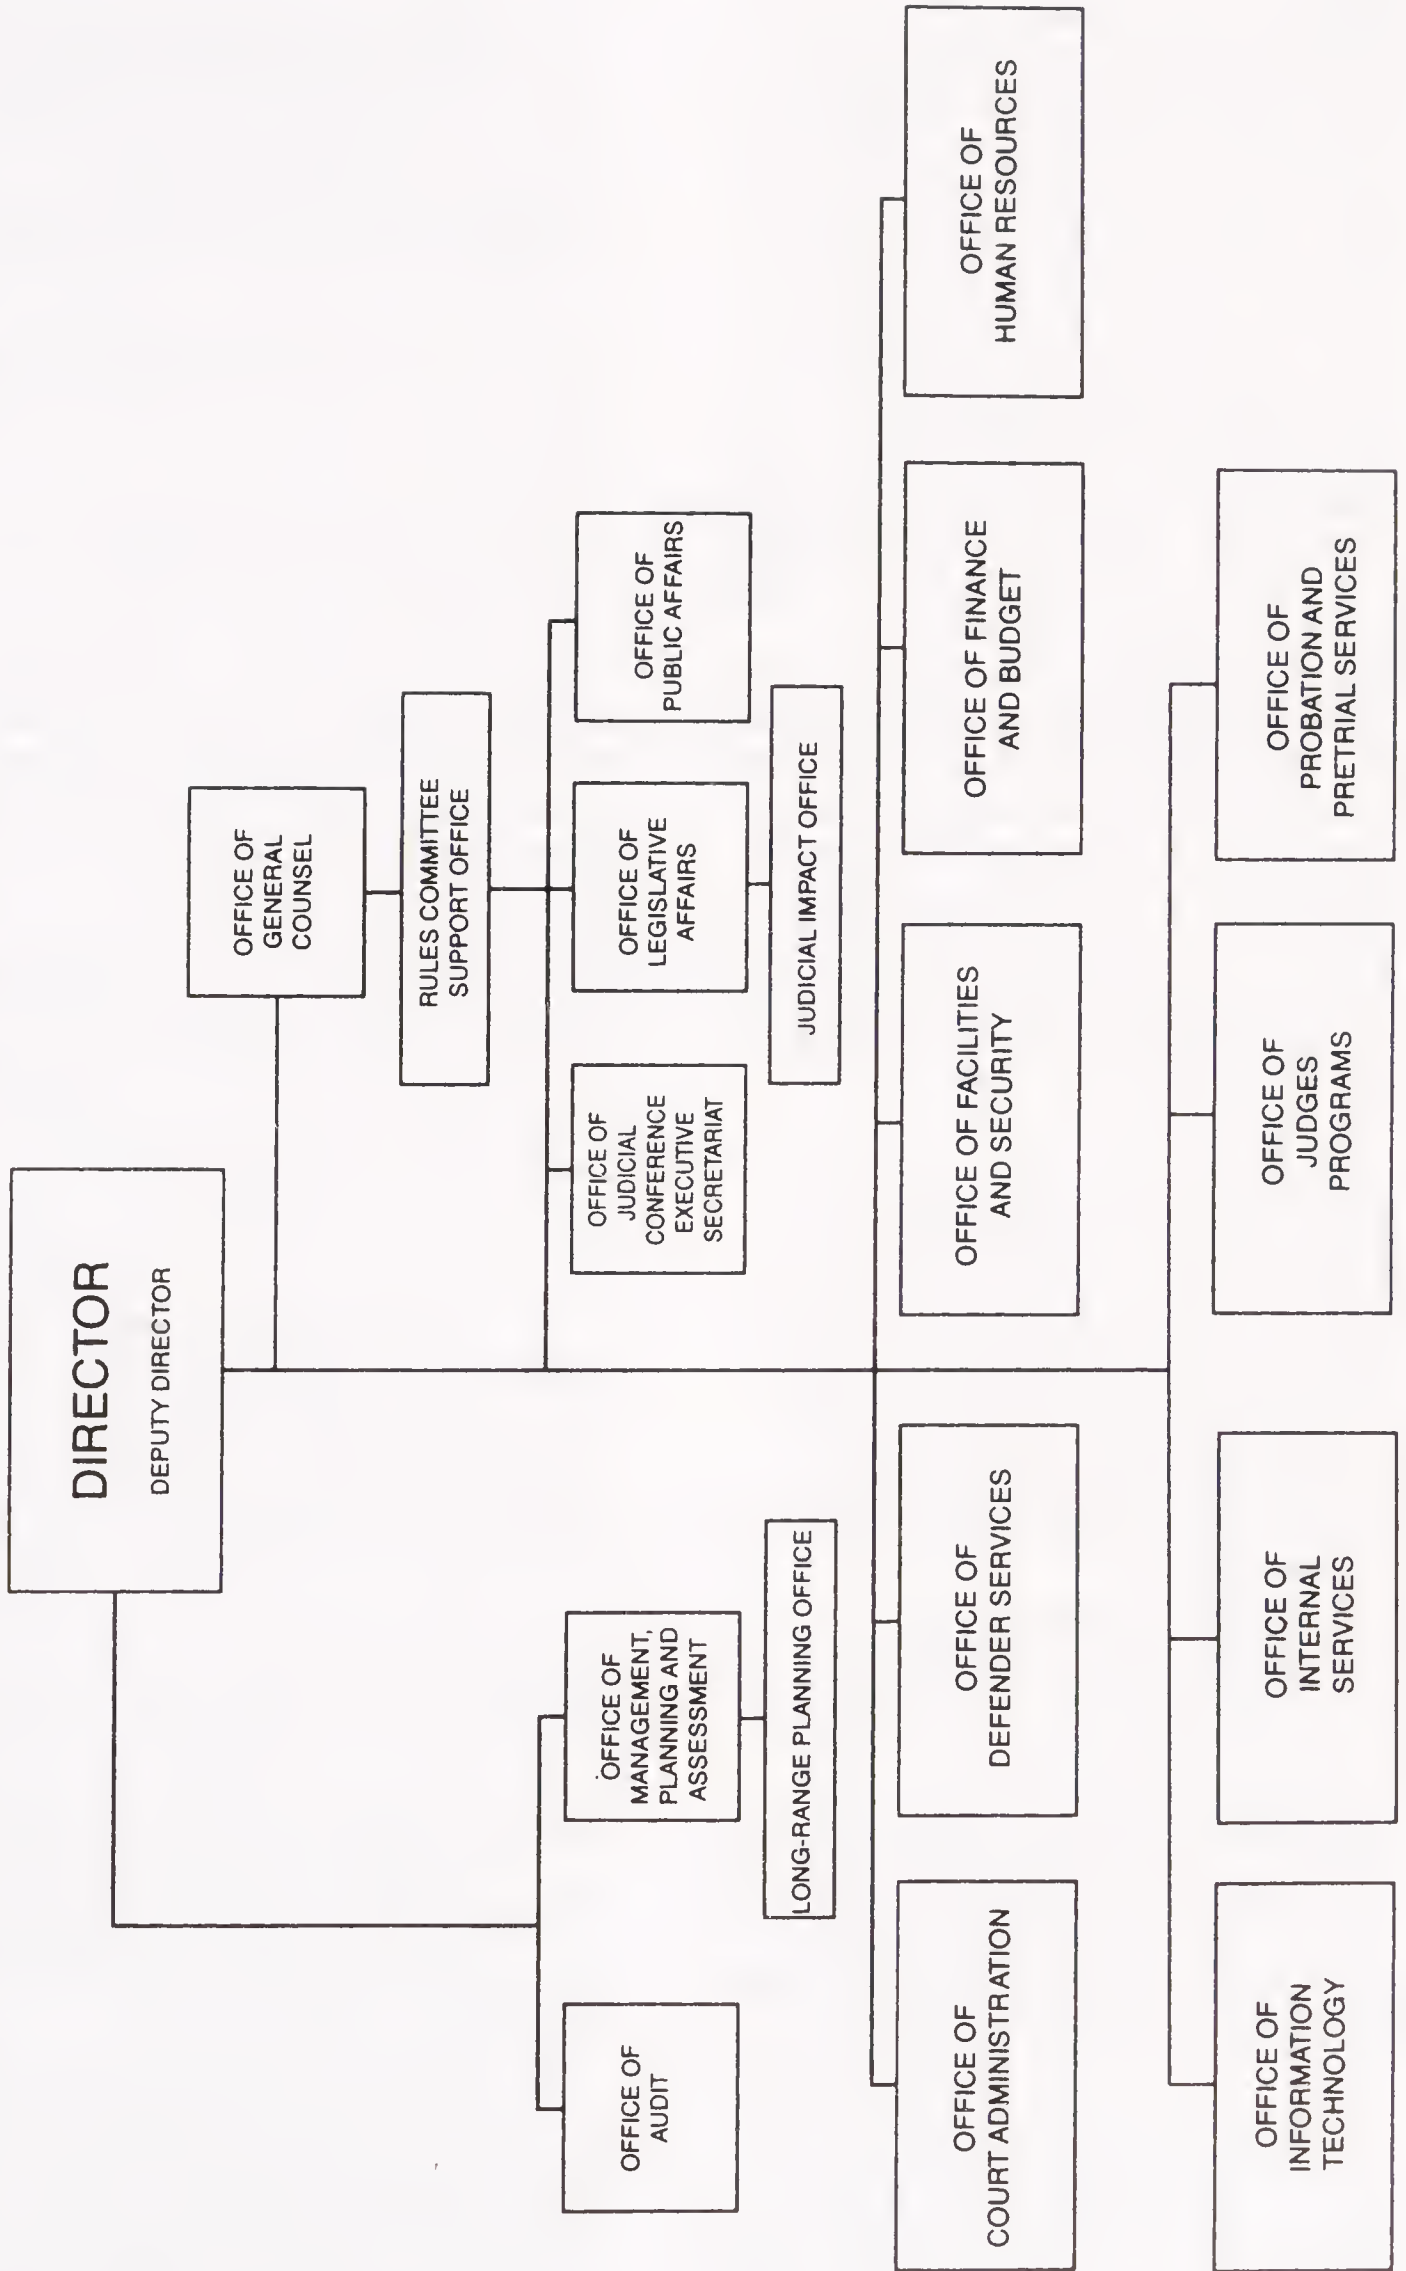 DIRECTOR
DEPUTY DIRECTOR
OFFICE OF
GENERAL
COUNSEL
RULES COMMITTEE
SUPPORT OFFICE
OFFICE OF
AUDIT
OFFICE OF
MANAGEMENT,
PLANNING AND
ASSESSMENT
LONG-RANGE PLANNING OFFICE
OFFICE OF
JUDICIAL
CONFERENCE
EXECUTIVE
SECRETARIAT
OFFICE OF
LEGISLATIVE
AFFAIRS
OFFICE OF
PUBLIC AFFAIRS
JUDICIAL IMPACT OFFICE
OFFICE OF
COURT ADMINISTRATION
OFFICE OF
DEFENDER SERVICES
OFFICE OF FACILITIES
AND SECURITY
OFFICE OF FINANCE
AND BUDGET
OFFICE OF
HUMAN RESOURCES
OFFICE OF
INFORMATION
TECHNOLOGY
OFFICE OF
INTERNAL
SERVICES
OFFICE OF
JUDGES
PROGRAMS
OFFICE OF
PROBATION AND
PRETRIAL SERVICES